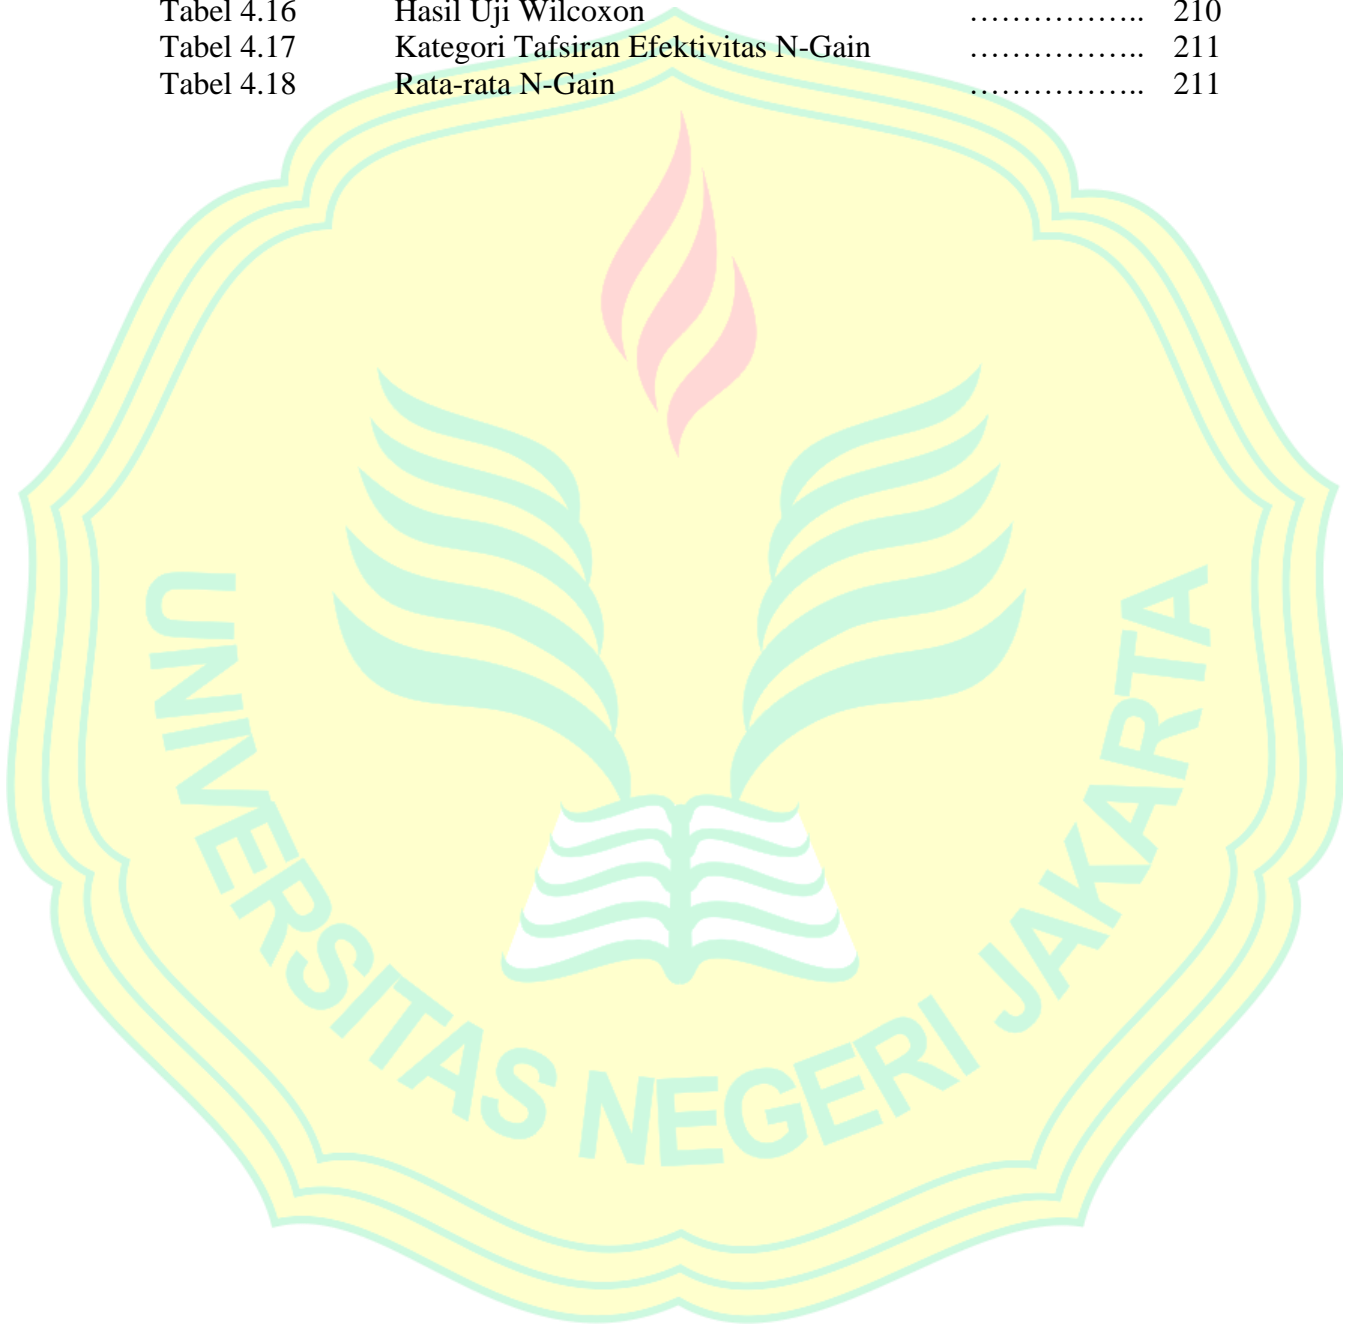 Tabel 4.16 Hasil Uji Wilcoxon …………….. 210
Tabel 4.17 Kategori Tafsiran Efektivitas N-Gain …………….. 211
Tabel 4.18 Rata-rata N-Gain …………….. 211
UNIVERSITAS NEGERI JAKARTA